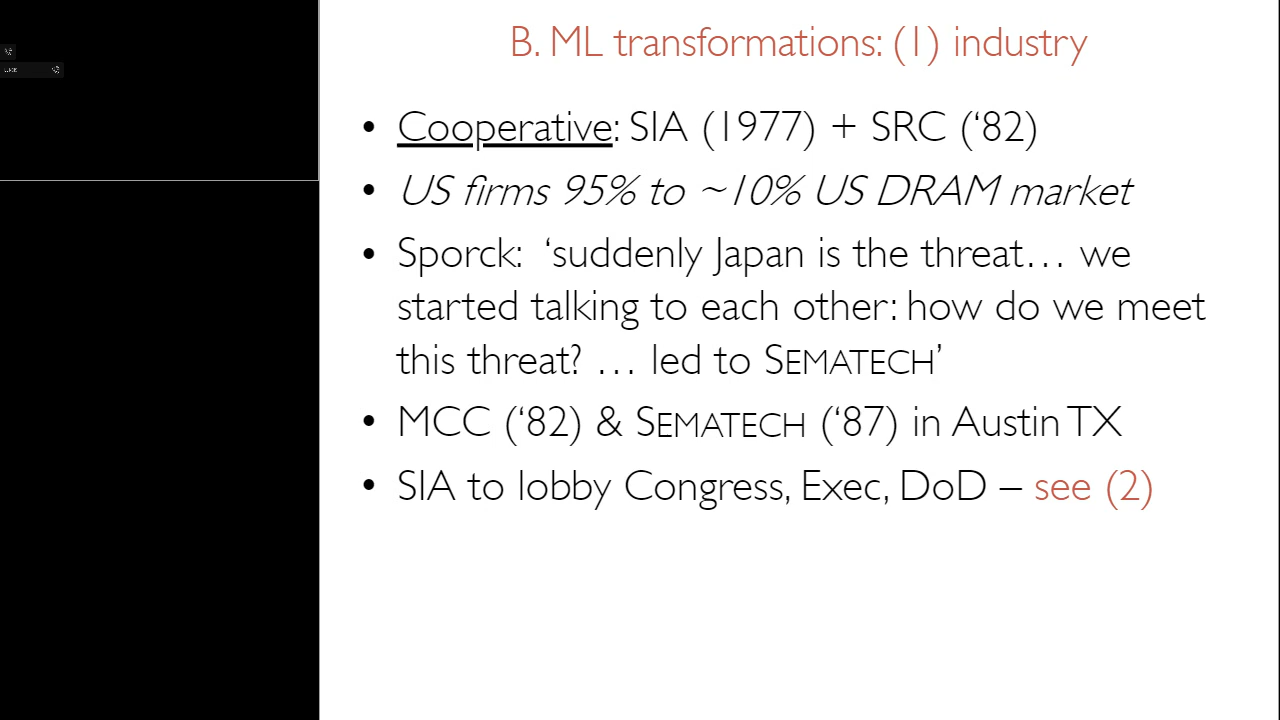 B. ML transformations: (1) industry
• Cooperative: SIA (1977) + SRC (‘82)
• US firms 95% to ~10% US DRAM market
• Sporck: ‘suddenly Japan is the threat… we
started talking to each other: how do we meet
this threat? … led to SEMATECH’
• MCC (‘82) & SEMATECH (‘87) in Austin TX
• SIA to lobby Congress, Exec, DoD – see (2)